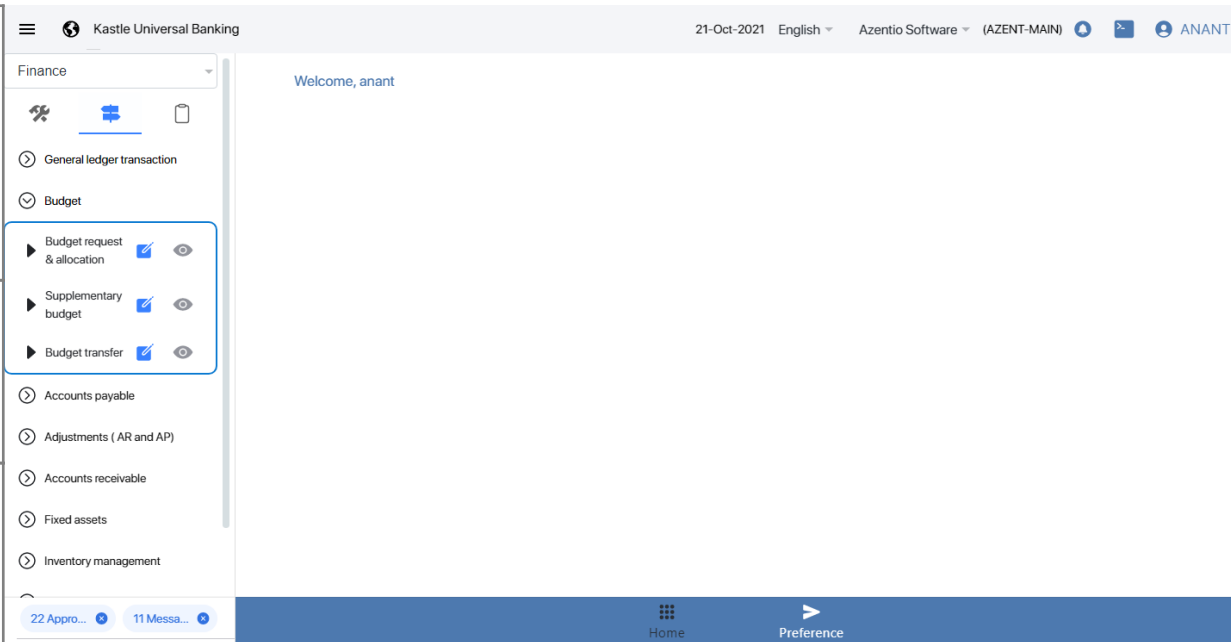 Kastle Universal Banking
21-Oct-2021 English Azentio Software (AZENT-MAIN) ANANT
Finance
Welcome, anant
General ledger transaction
Budget
Budget request
& allocation
Supplementary
budget
Budget transfer
Accounts payable
Adjustments ( AR and AP)
Accounts receivable
Fixed assets
Inventory management
22 Appro... 11 Messa...
Home Preference